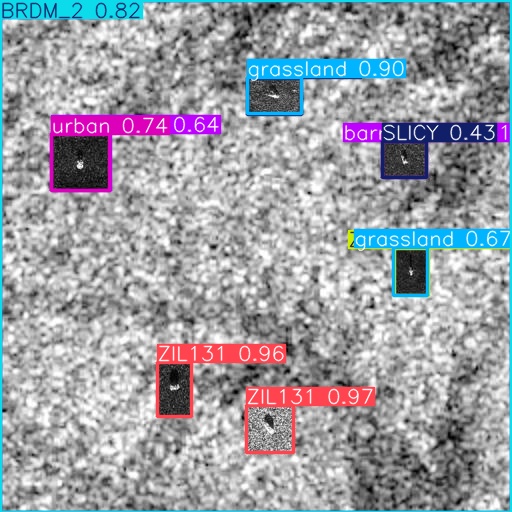 BRDM_2 0.82
grassland 0.90
urban 0.74 0.64
SLICY 0.43
grassland 0.67
ZIL131 0.96
ZIL131 0.97